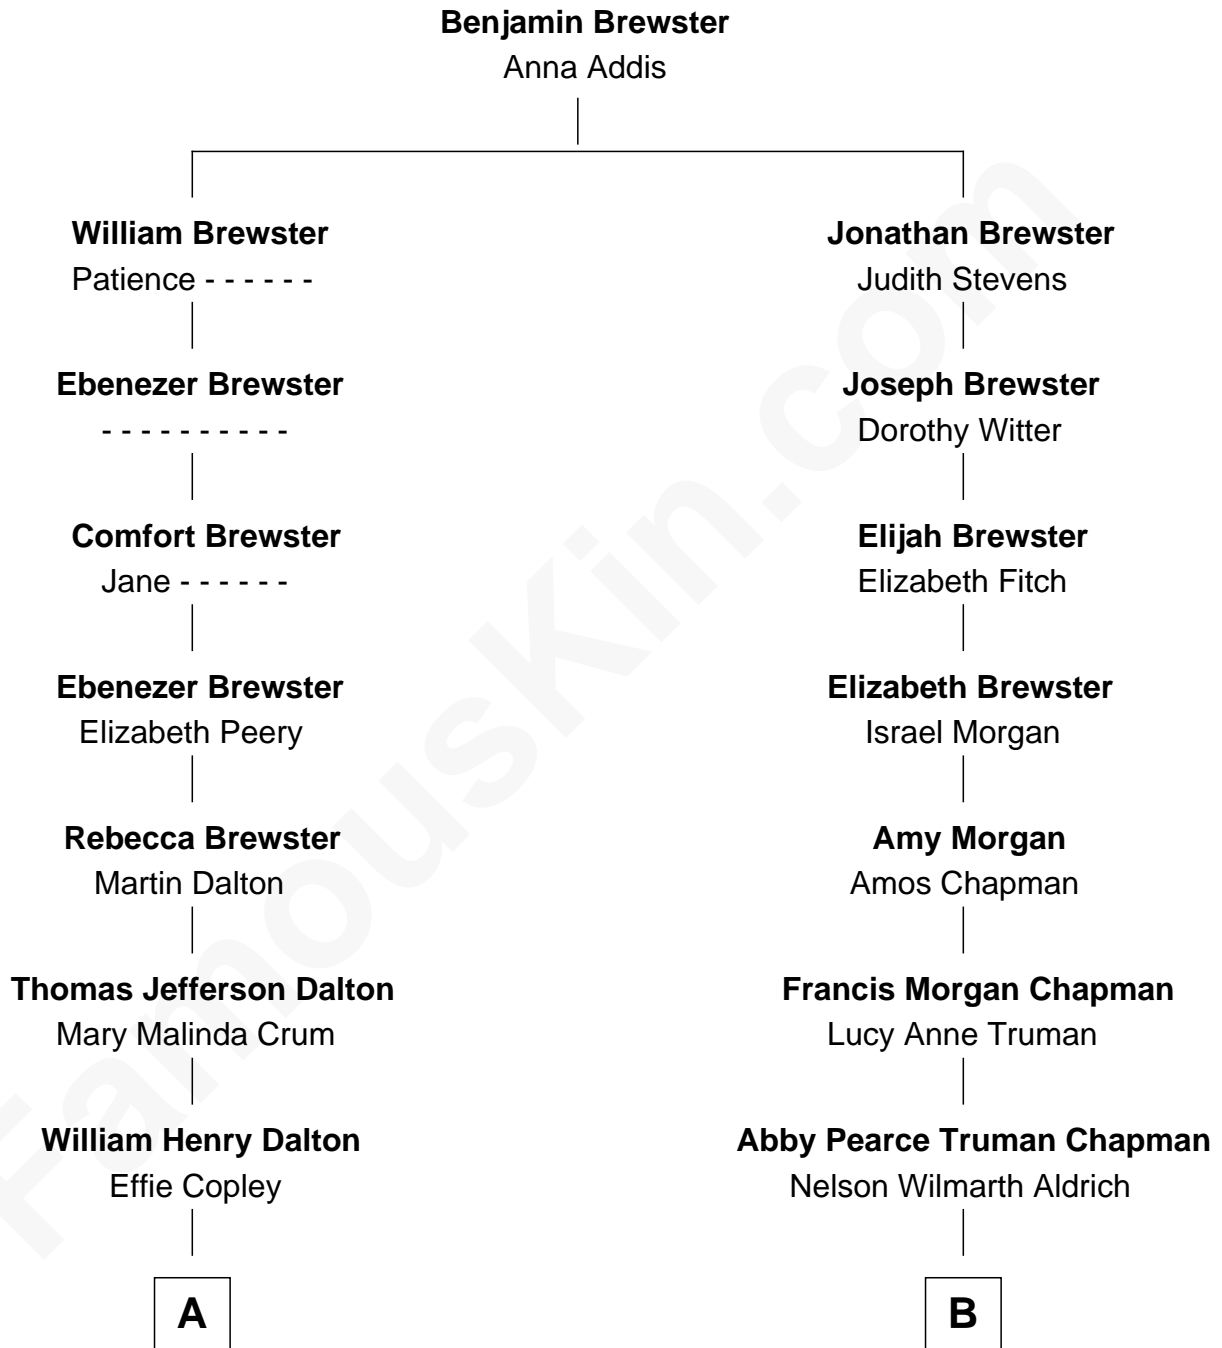 Benjamin Brewster
Anna Addis
William Brewster
Patience - - - - - -
Jonathan Brewster
Judith Stevens
Ebenezer Brewster
- - - - - - - - - -
Joseph Brewster
Dorothy Witter
Comfort Brewster
Jane - - - - - -
Elijah Brewster
Elizabeth Fitch
Ebenezer Brewster
Elizabeth Peery
Elizabeth Brewster
Israel Morgan
Rebecca Brewster
Martin Dalton
Amy Morgan
Amos Chapman
Thomas Jefferson Dalton
Mary Malinda Crum
Francis Morgan Chapman
Lucy Anne Truman
William Henry Dalton
Effie Copley
Abby Pearce Truman Chapman
Nelson Wilmarth Aldrich
A
B
FamousKin.com